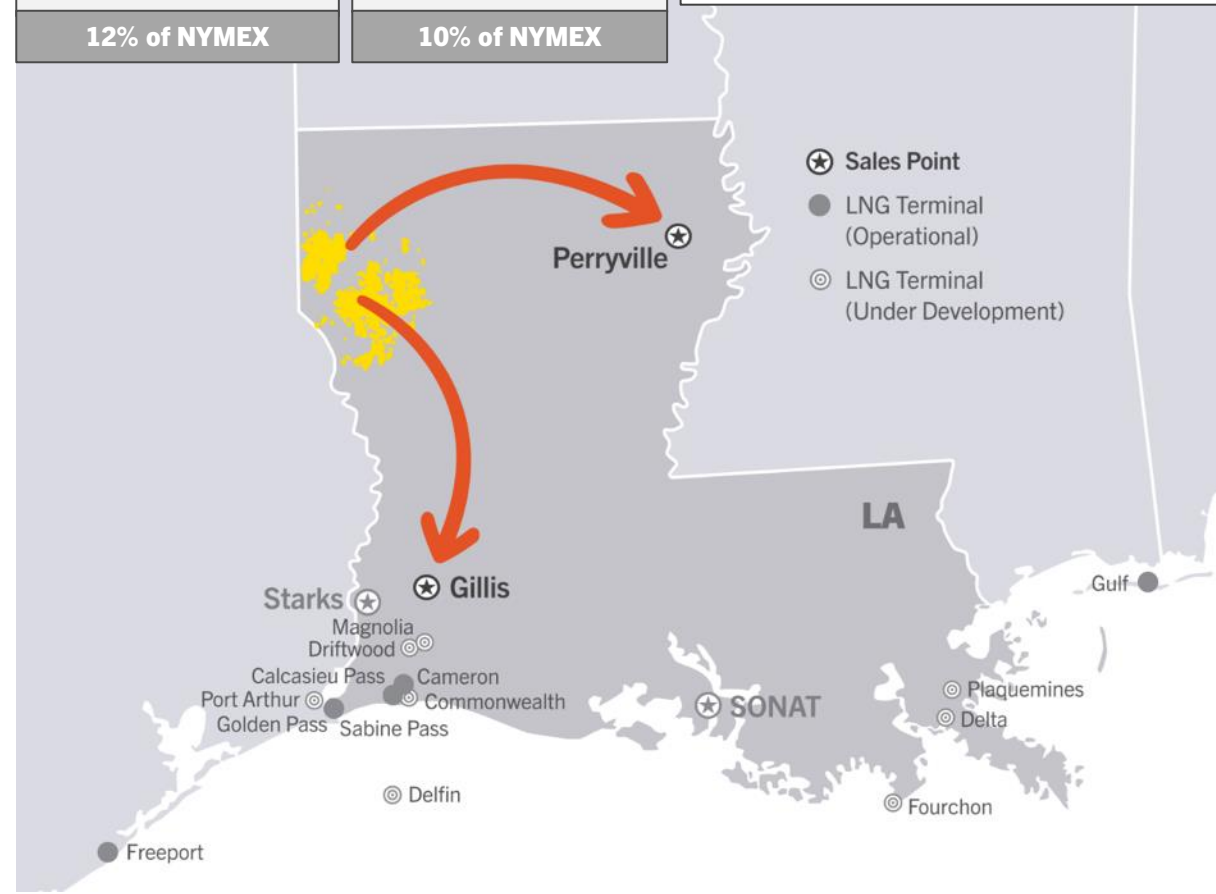 12% of NYMEX
10% of NYMEX
Sales Point
LNG Terminal
(Operational)
LNG Terminal
(Under Development)
Perryville
LA
Gillis
Starks
Gulf
Magnolia
Driftwood
Calcasieu Pass
Cameron
Port Arthur
Commonwealth
Golden Pass
Sabine Pass
SONAT
Plaquemines
Delta
Delfin
Fourchon
Freeport